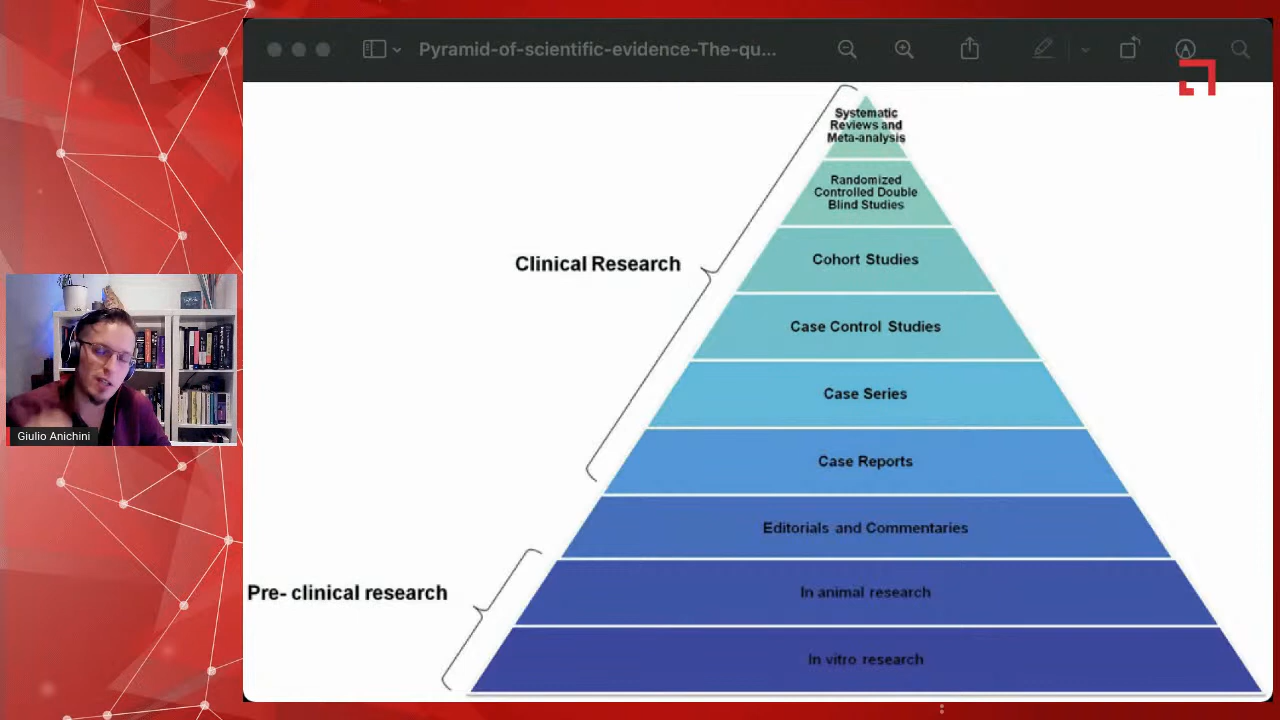 Pyramid-of-scientific-evidence-The-qu...
Systematic
Reviews and
Meta-analysis
Randomized
Controlled Double
Blind Studies
Clinical Research
Cohort Studies
Case Control Studies
Case Series
Case Reports
Giulio Anichini
Editorials and Commentaries
Pre- clinical research
In animal research
In vitro research